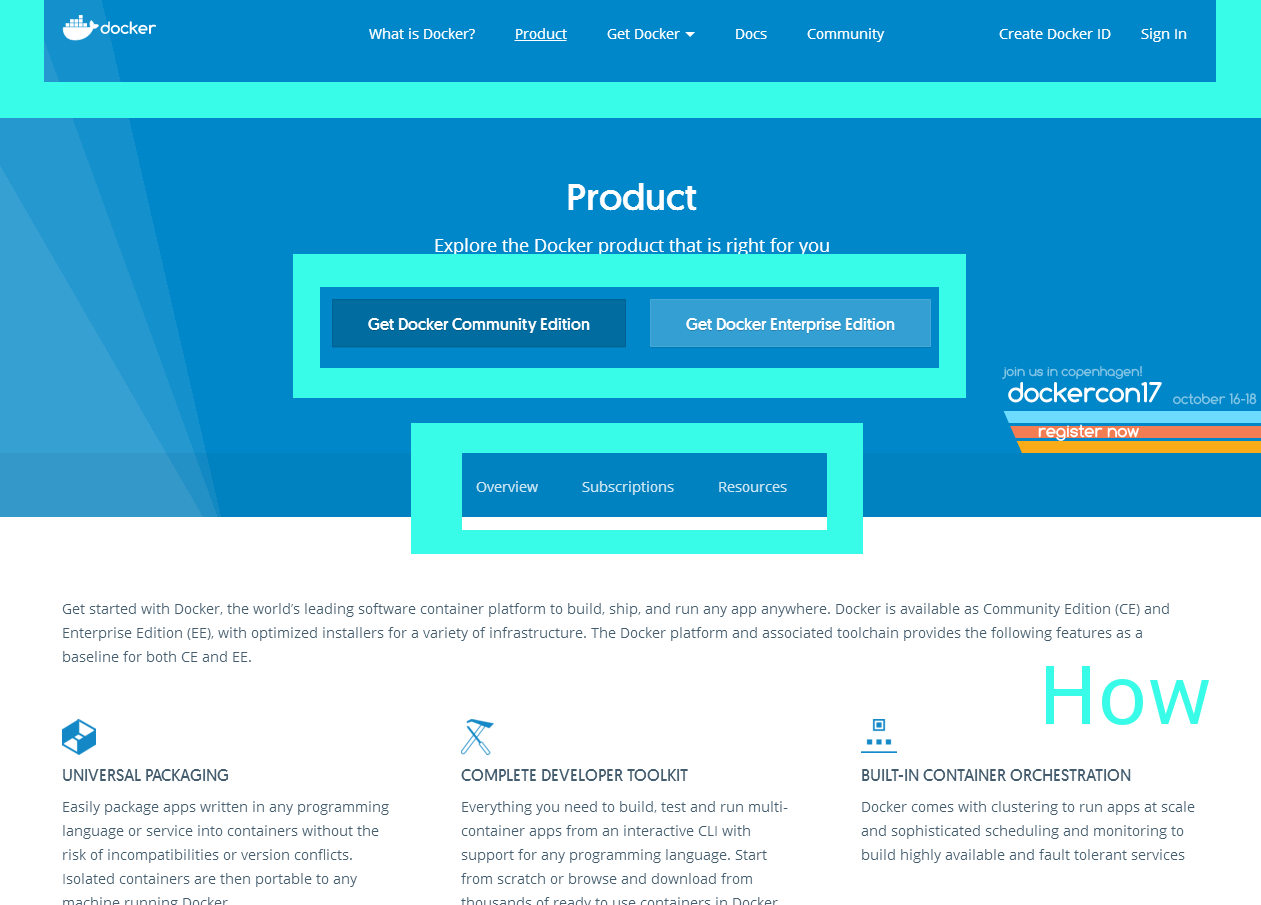 docker
What is Docker? Product Get Docker Docs Community Create Docker ID Sign In
Product
Explore the Docker product that is right for you
Get Docker Community Edition Get Docker Enterprise Edition
join us in copenhagen!
dockercon17 october 16-18
register now
Overview Subscriptions Resources
Get started with Docker, the world's leading software container platform to build, ship, and run any app anywhere. Docker is available as Community Edition (CE) and
Enterprise Edition (EE), with optimized installers for a variety of infrastructure. The Docker platform and associated toolchain provides the following features as a
baseline for both CE and EE.
How
UNIVERSAL PACKAGING
Easily package apps written in any programming
language or service into containers without the
risk of incompatibilities or version conflicts.
Isolated containers are then portable to any
machine running Docker.
COMPLETE DEVELOPER TOOLKIT
Everything you need to build, test and run multi-
container apps from an interactive CLI with
support for any programming language. Start
from scratch or browse and download from
thousands of ready to use containers in Docker
BUILT-IN CONTAINER ORCHESTRATION
Docker comes with clustering to run apps at scale
and sophisticated scheduling and monitoring to
build highly available and fault tolerant services